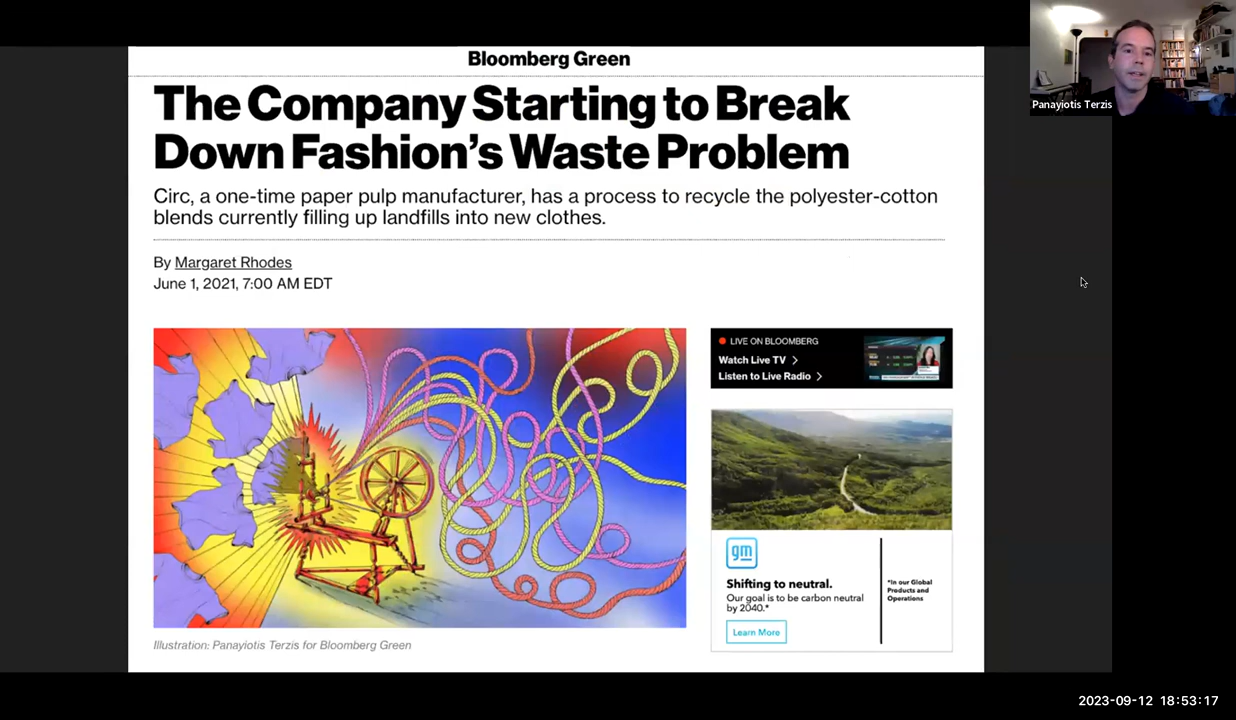 Bloomberg Green
The Company Starting to Break
Down Fashion's Waste Problem
Circ, a one-time paper pulp manufacturer, has a process to recycle the polyester-cotton
blends currently filling up landfills into new clothes.
By Margaret Rhodes
June 1, 2021, 7:00 AM EDT
LIVE ON BLOOMBERG
Watch Live TV
Listen to Live Radio
gm
Shifting to neutral.
Our goal is to be carbon neutral
by 2040.*
Learn More
*In our Global
Products and
Operations
Illustration: Panayiotis Terzis for Bloomberg Green
Panayiotis Terzis
2023-09-12 18:53:17